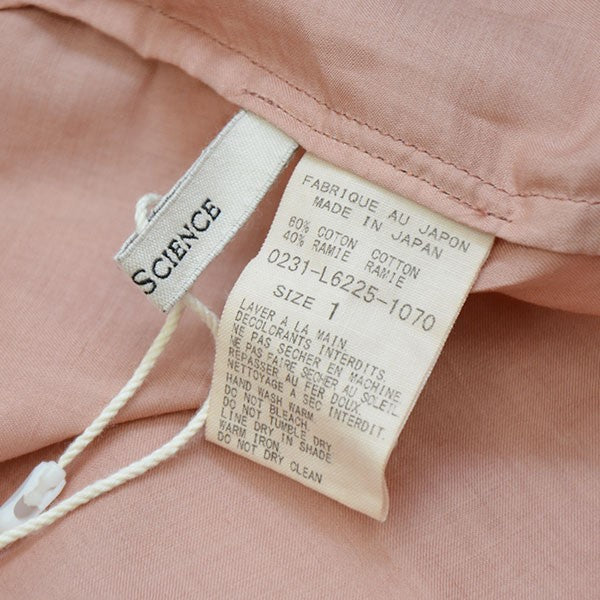 SCIENCE
FABRIQUE AU JAPON
MADE IN JAPAN
60% COTON COTTON
40% RAMIE RAMIE
0231-L6225-1070
SIZE 1
LAVER A LA MAIN
DECOLORANTS INTERDITS.
NE PAS SECHER EN MACHINE
NE PAS FAIRE SECHER AU SOLEIL
REPASSER AU FER DOUX.
NETTOYAGE A SEC INTERDIT.
HAND WASH WARM
DO NOT BLEACH
DO NOT TUMBLE DRY
LINE DRY IN SHADE
WARM IRON
DO NOT DRY CLEAN